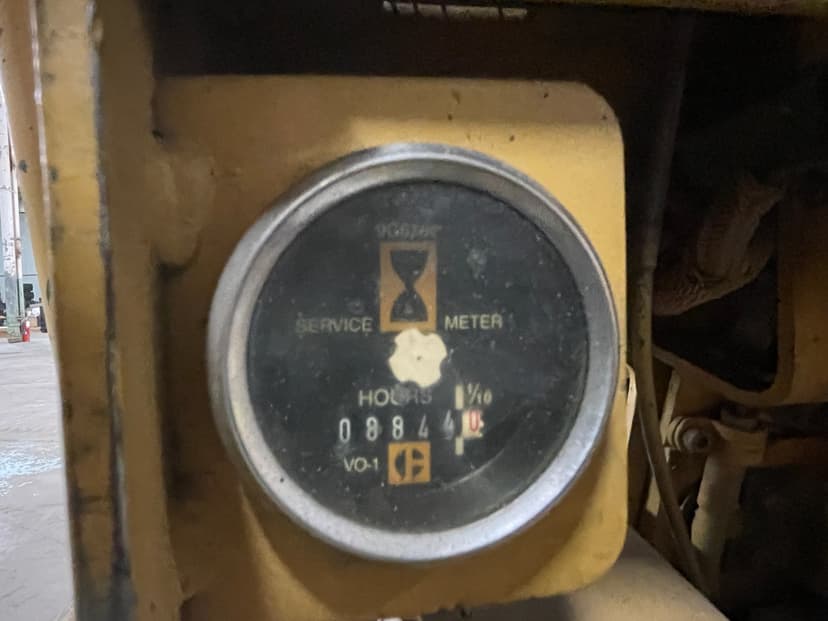 SERVICE METER
HOURS 1/10
08844
VO-1